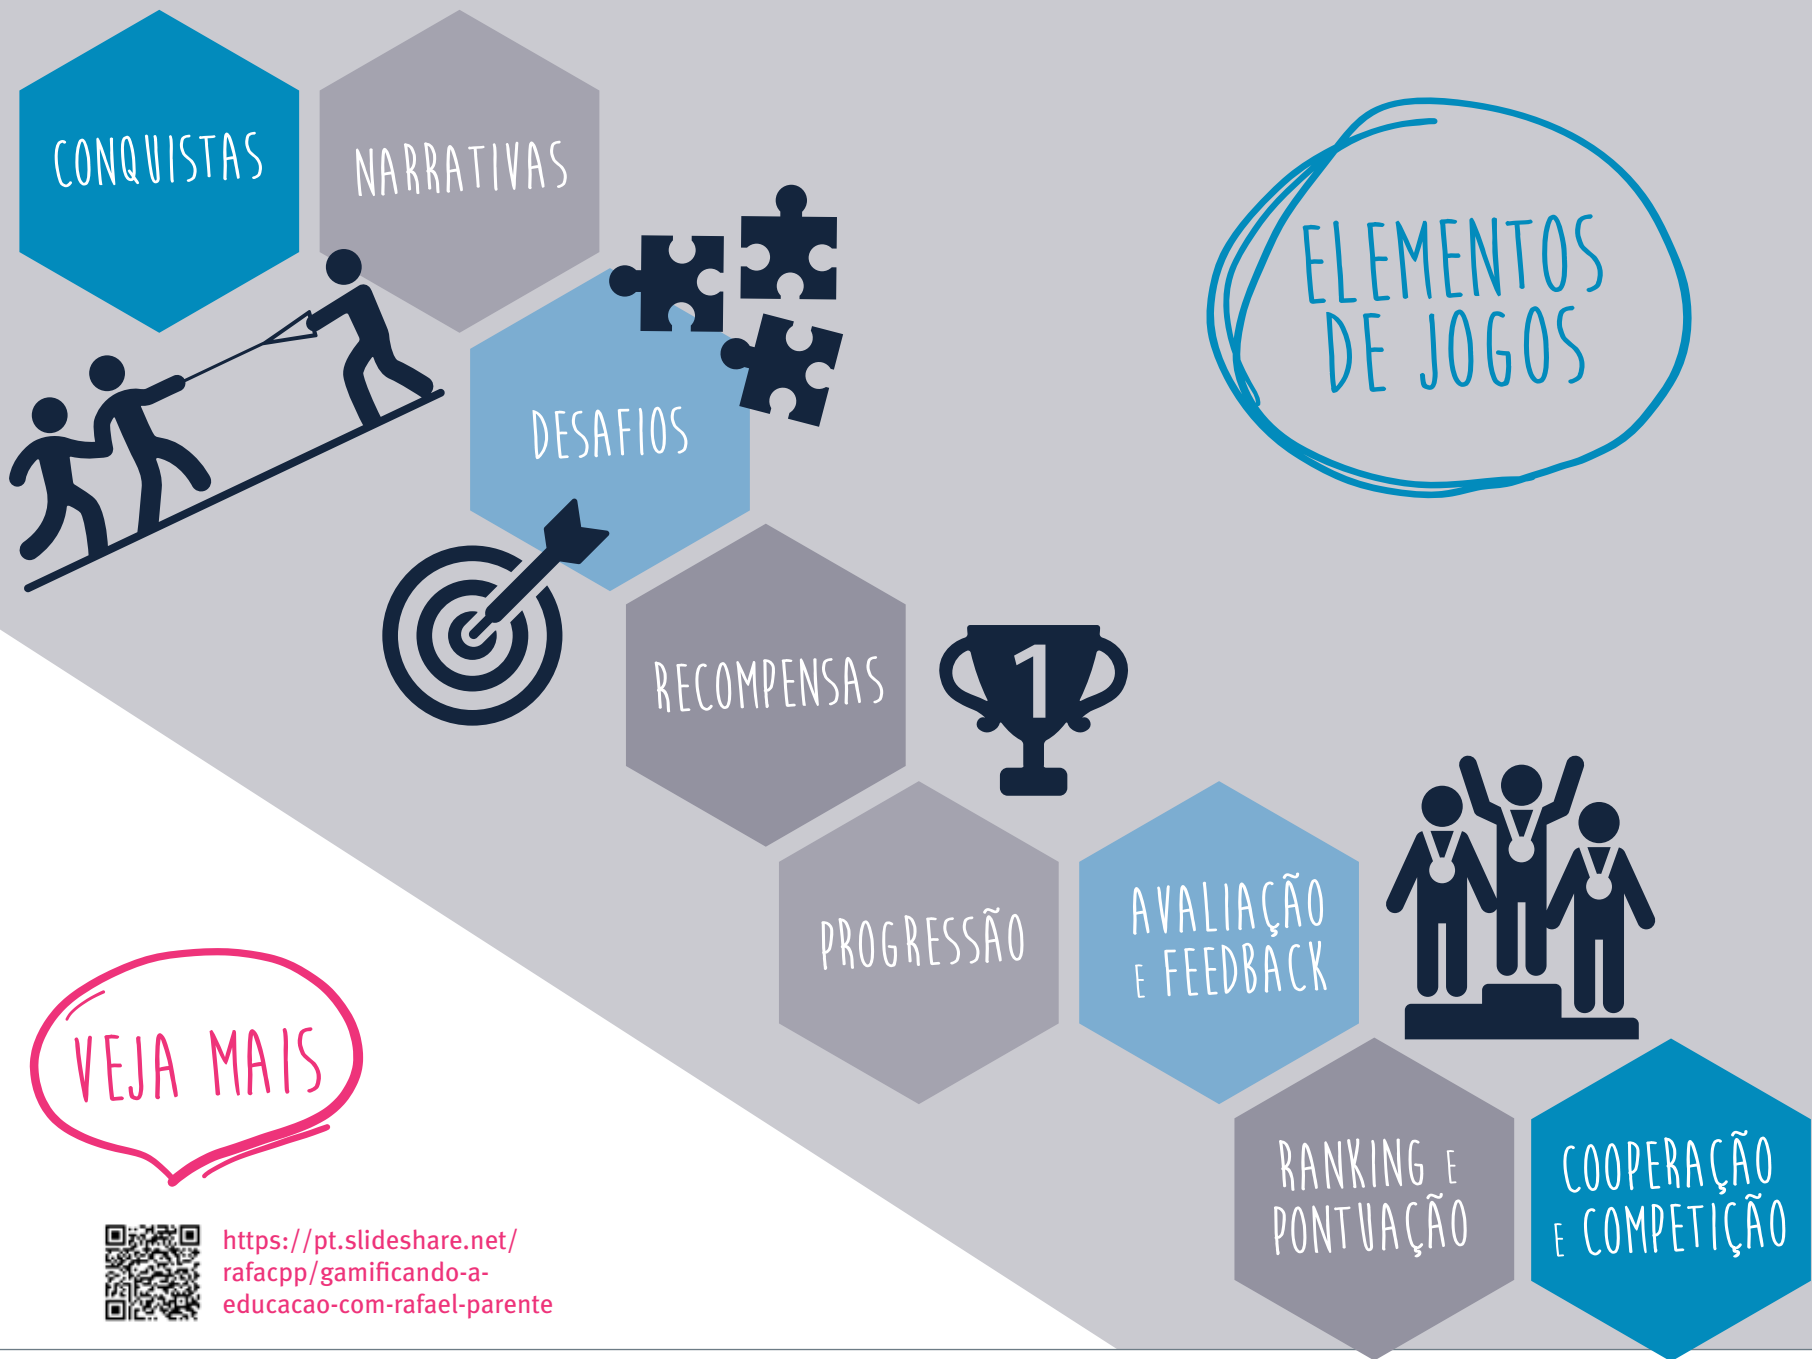 CONQUISTAS
NARRATIVAS
ELEMENTOS
DE JOGOS
DESAFIOS
RECOMPENSAS
1
PROGRESSÃO
AVALIAÇÃO
E FEEDBACK
RANKING E
PONTUAÇÃO
COOPERAÇÃO
E COMPETIÇÃO
VEJA MAIS
https://pt.slideshare.net/
rafacpp/gamificando-a-
educacao-com-rafael-parente